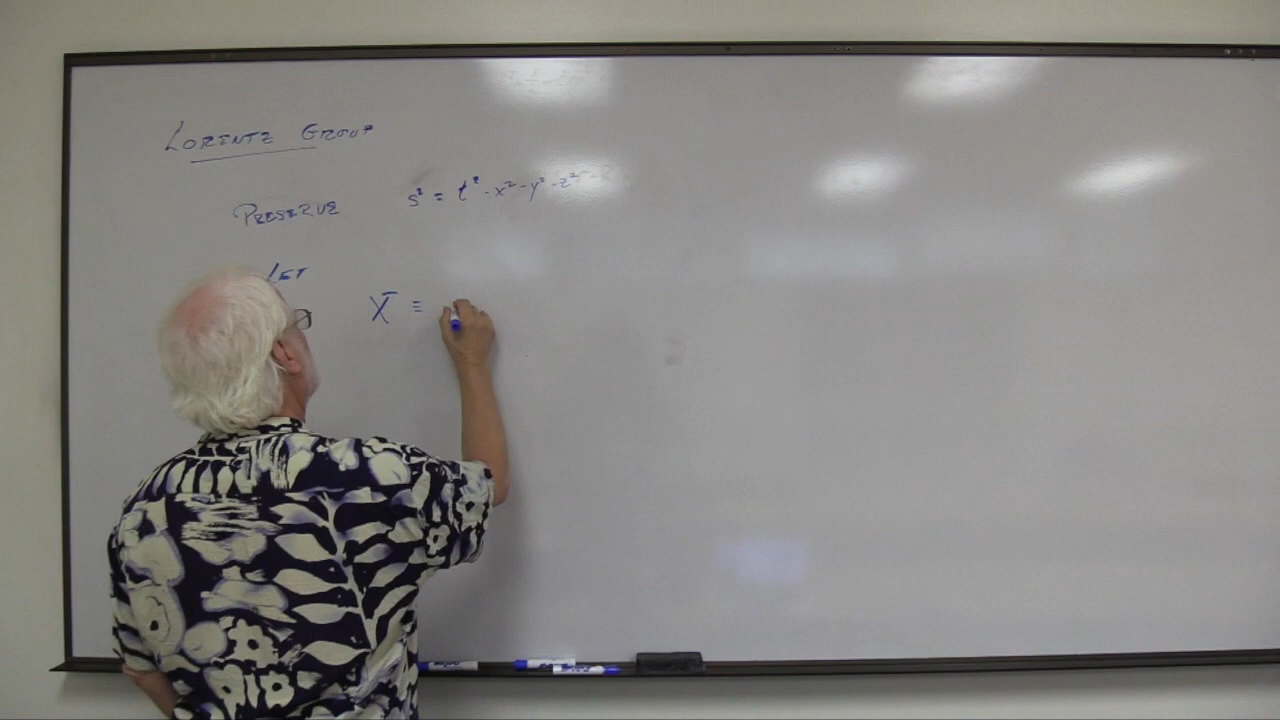 LORENTZ GROUP
PRESERVE s² = t² - x² - y² - z²
LET
X ≡